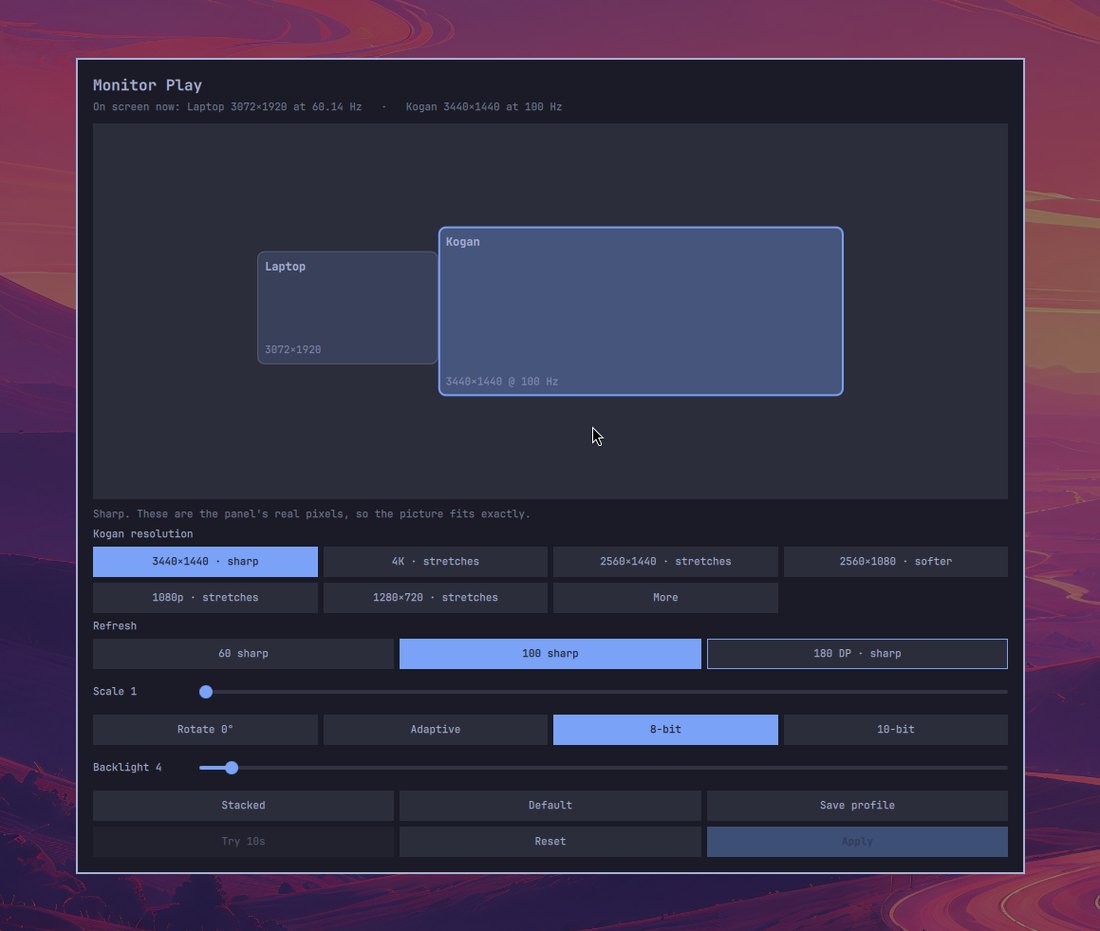 Monitor Play
On screen now: Laptop 3072×1920 at 60.14 Hz · Kogan 3440×1440 at 100 Hz
Kogan
Laptop
3072×1920
3440×1440 @ 100 Hz
Sharp. These are the panel's real pixels, so the picture fits exactly.
Kogan resolution
3440×1440 · sharp
4K · stretches
2560×1440 · stretches
2560×1080 · softer
1080p · stretches
1280×720 · stretches
More
Refresh
60 sharp
100 sharp
180 DP · sharp
Scale 1
Rotate 0°
Adaptive
8-bit
10-bit
Backlight 4
Stacked
Default
Save profile
Try 10s
Reset
Apply